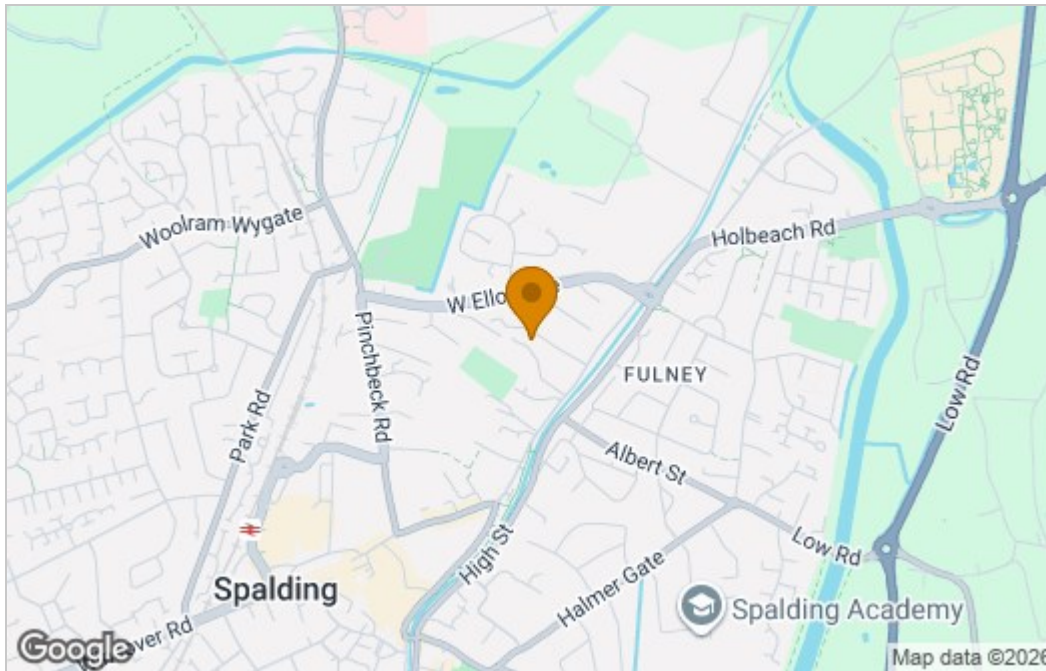 Woolram Wygate
Holbeach Rd
W Ello
Pinchbeck Rd
FULNEY
Park Rd
Low Rd
Albert St
High St
Low Rd
Halmer Gate
Spalding
Spalding Academy
over Rd
Google
Map data ©2026